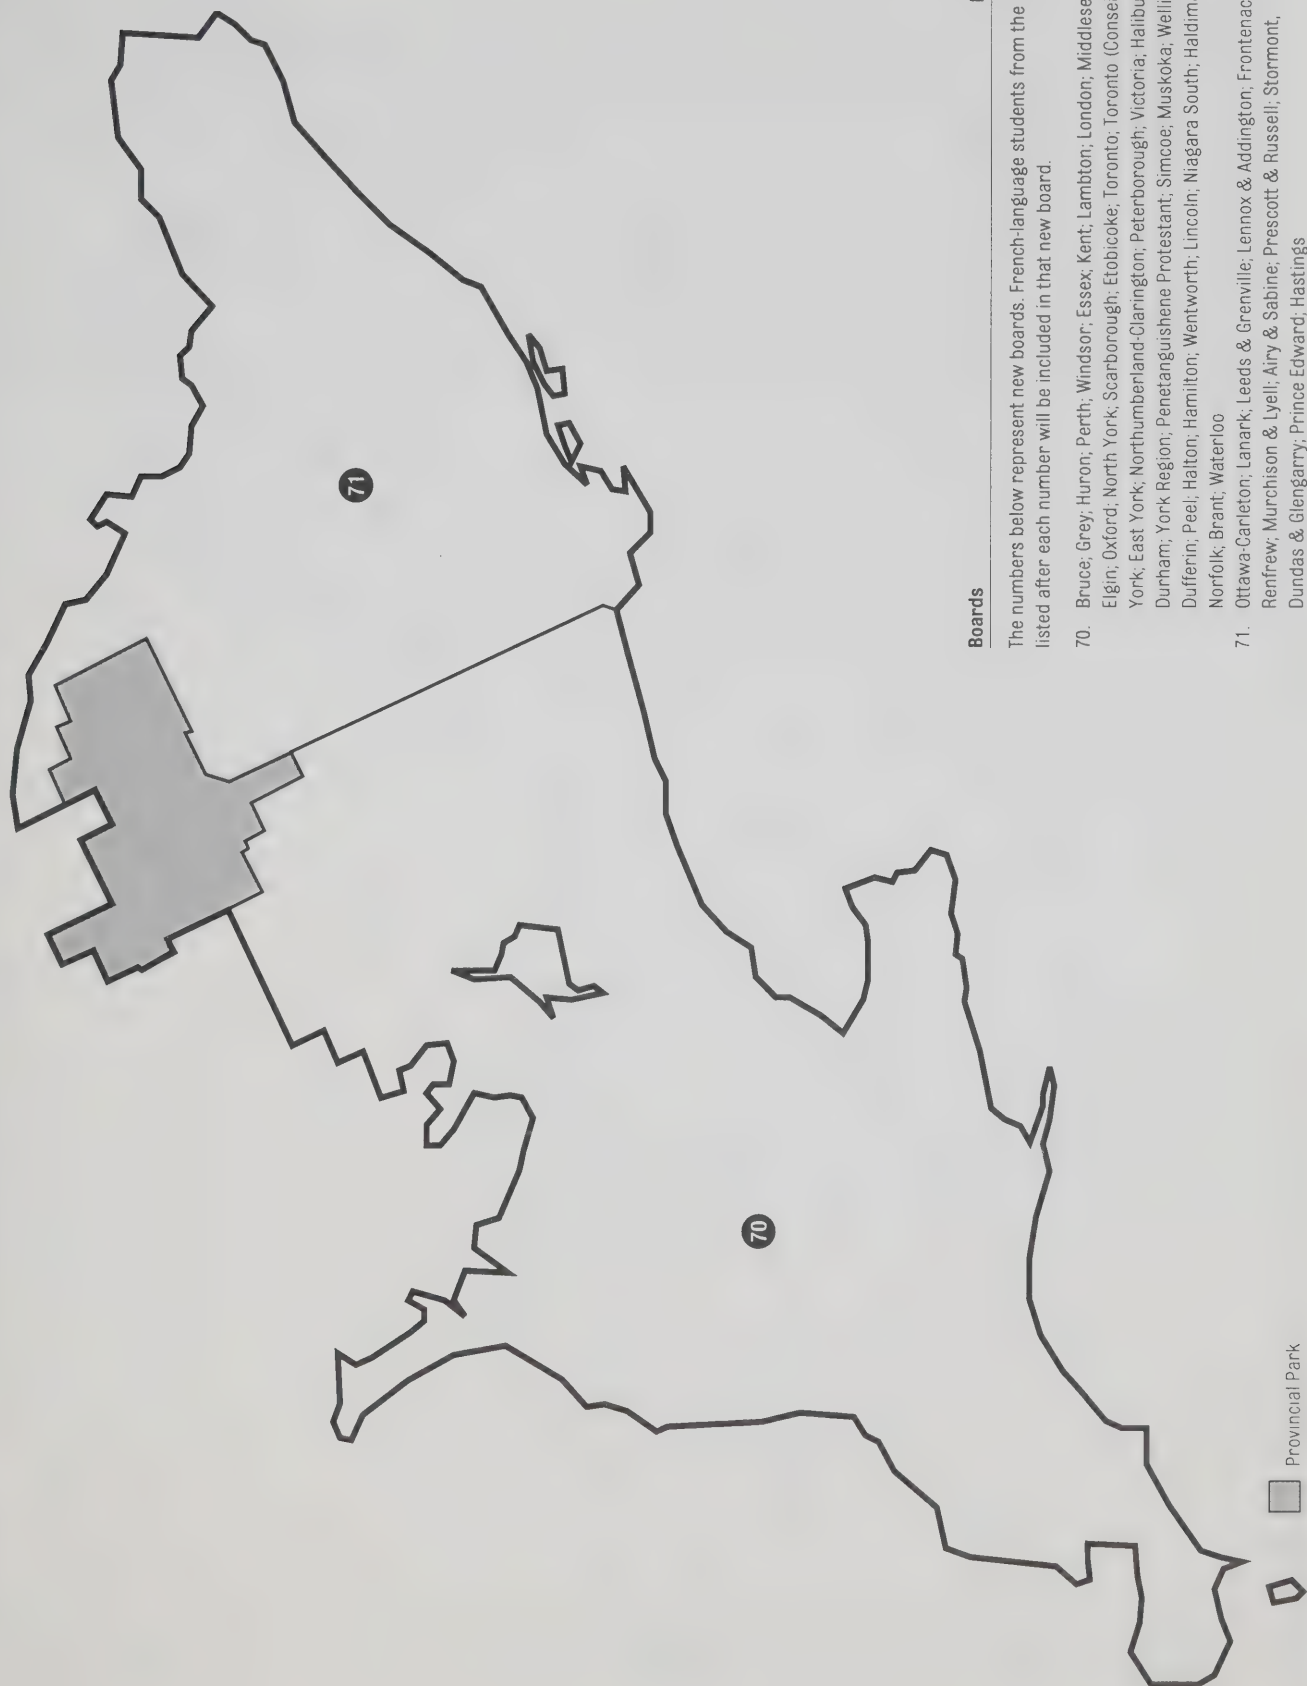 71
70
Boards
The numbers below represent new boards. French-language students from the
listed after each number will be included in that new board.
70. Bruce; Grey; Huron; Perth; Windsor; Essex; Kent; Lambton; London; Middlese
Elgin; Oxford; North York; Scarborough; Etobicoke; Toronto; Toronto (Conse
York; East York; Northumberland-Clarington; Peterborough; Victoria; Halibu
Durham; York Region; Penetanguishene Protestant; Simcoe; Muskoka; Welli
Dufferin; Peel; Halton; Hamilton; Wentworth; Lincoln; Niagara South; Haldim
Norfolk; Brant; Waterloo
71. Ottawa-Carleton; Lanark; Leeds & Grenville; Lennox & Addington; Frontenac
Renfrew; Murchison & Lyell; Airy & Sabine; Prescott & Russell; Stormont,
Dundas & Glengarry; Prince Edward; Hastings
Provincial Park